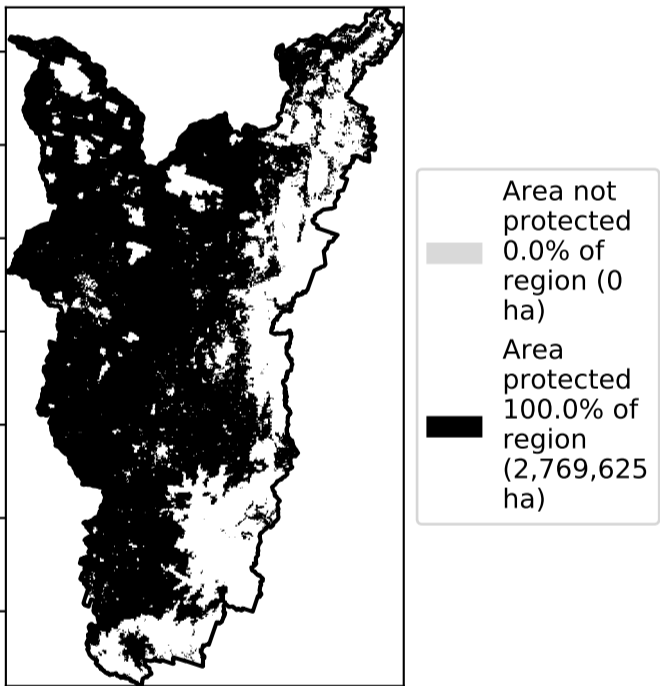 Area not
protected
0.0% of
region (0
ha)
Area
protected
100.0% of
region
(2,769,625
ha)